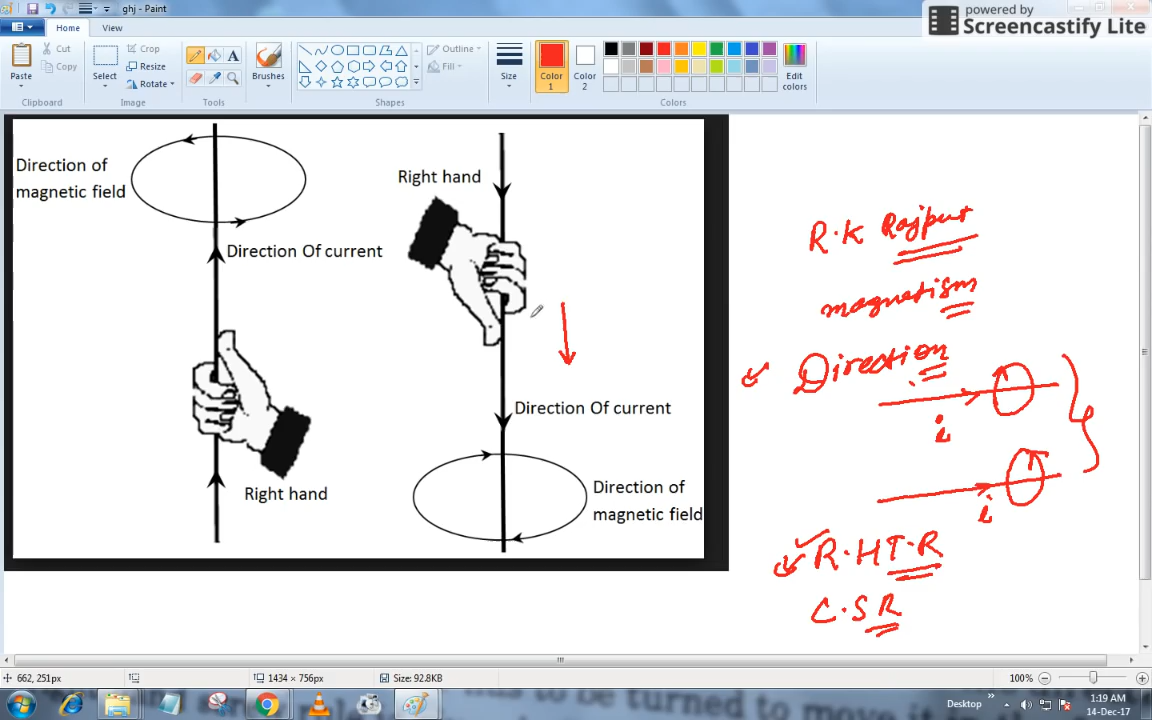 ghj - Paint
powered by
Screencastify Lite
Home View
Paste
Cut
Copy
Clipboard
Select
Crop
Resize
Rotate
Image
A
Tools
Brushes
Outline
Fill
Shapes
Size
Color
1
Color
2
Edit
colors
Colors
Direction of
magnetic field
Direction Of current
Right hand
Right hand
Direction Of current
Direction of
magnetic field
R.K Rajput
magnetism
Direction
i
i
R.HT.R
C.SR
662, 251px
1434 × 756px
Size: 92.8KB
100%
Desktop
»
1:19 AM
14-Dec-17